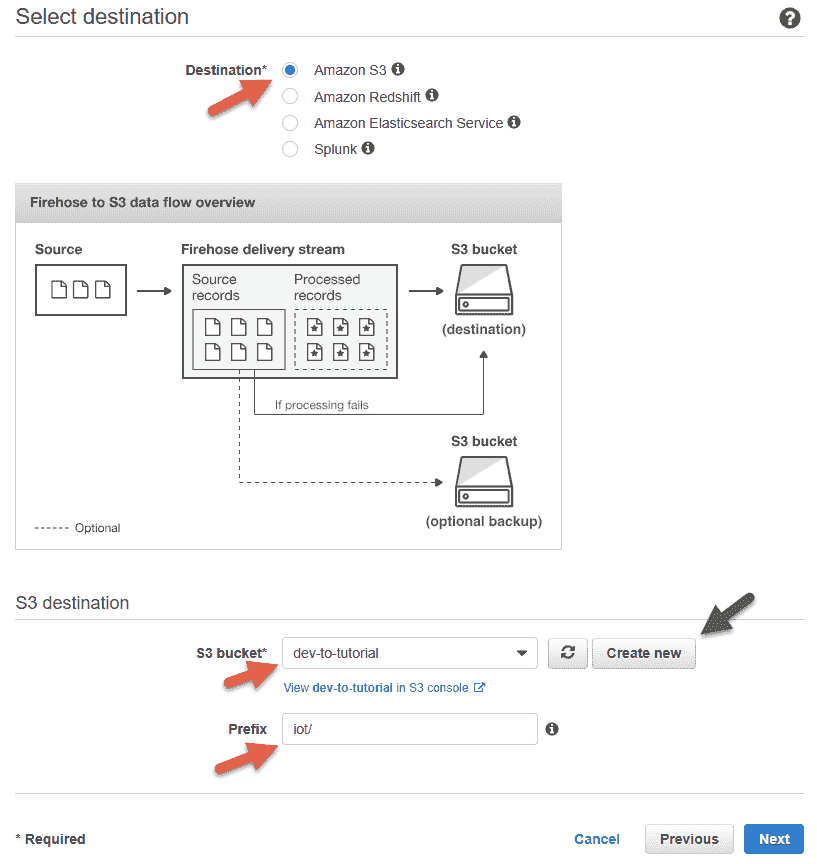 Select destination
Destination*
Amazon S3
Amazon Redshift
Amazon Elasticsearch Service
Splunk
Firehose to S3 data flow overview
Source
Firehose delivery stream
S3 bucket
Source
records
Processed
records
(destination)
If processing fails
S3 bucket
(optional backup)
Optional
S3 destination
S3 bucket*
dev-to-tutorial
Create new
View dev-to-tutorial in S3 console
Prefix
iot/
* Required
Cancel
Previous
Next